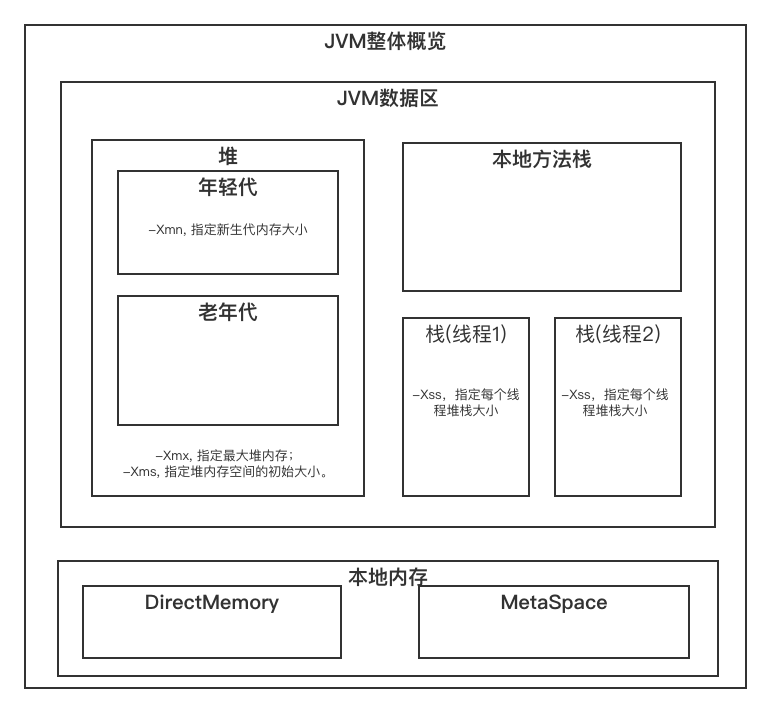 JVM整体概览
JVM数据区
堆
年轻代
–Xmn, 指定新生代内存大小
老年代
–Xmx, 指定最大堆内存；
–Xms, 指定堆内存空间的初始大小。
本地方法栈
栈(线程1)
–Xss，指定每个线
程堆栈大小
栈(线程2)
–Xss，指定每个线
程堆栈大小
本地内存
DirectMemory
MetaSpace